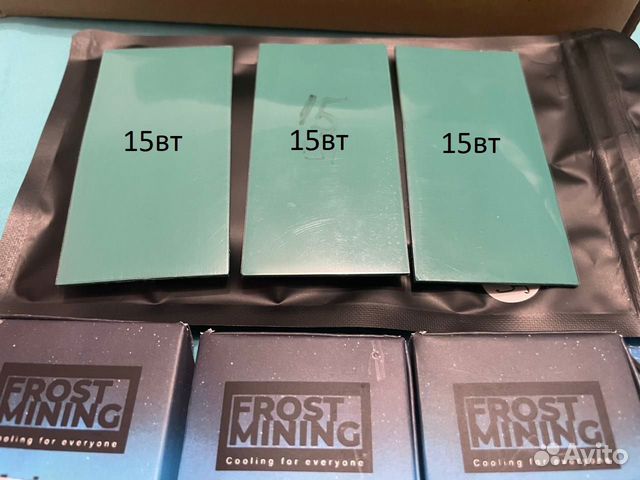 15вт
15вт
15вт
15
FROST MINING
Cooling for everyone
FROST MINING
Cooling for everyone
FROST MINING
Cooling for everyone
Avito